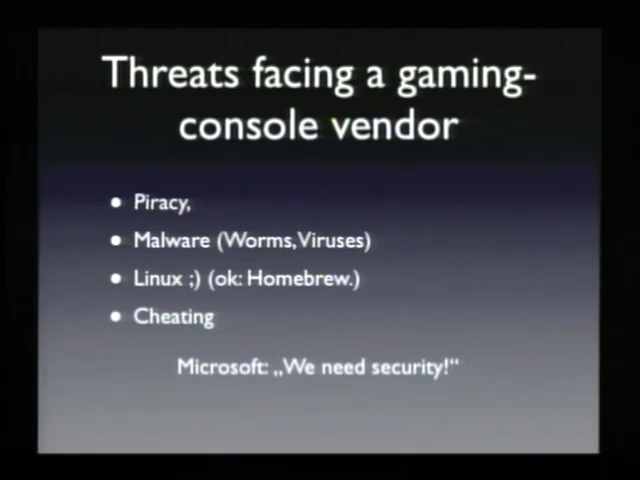 Threats facing a gaming-
console vendor
• Piracy,
• Malware (Worms, Viruses)
• Linux ;) (ok: Homebrew.)
• Cheating
Microsoft: „We need security!“